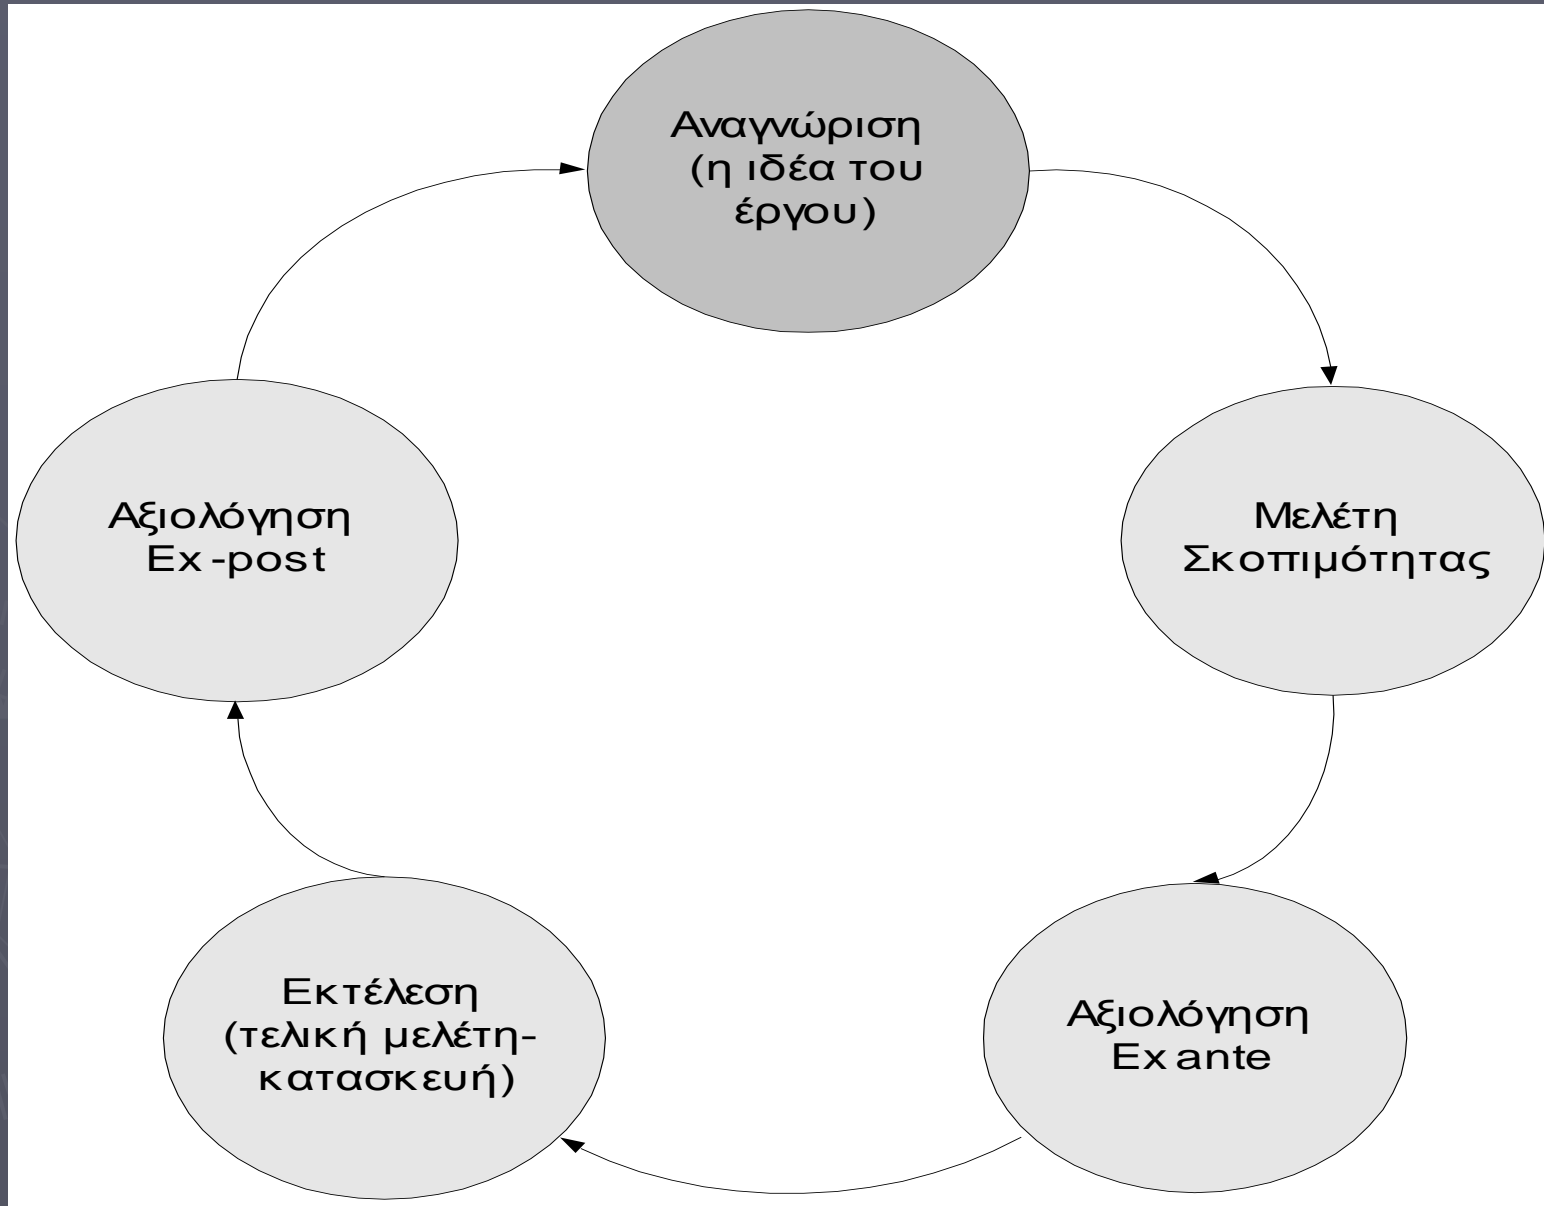 Αναγνώριση
(η ιδέα του
έργου)
Μελέτη
Σκοπιμότητας
Αξιολόγηση
Ex ante
Εκτέλεση
(τελική μελέτη-
κατασκευή)
Αξιολόγηση
Ex-post